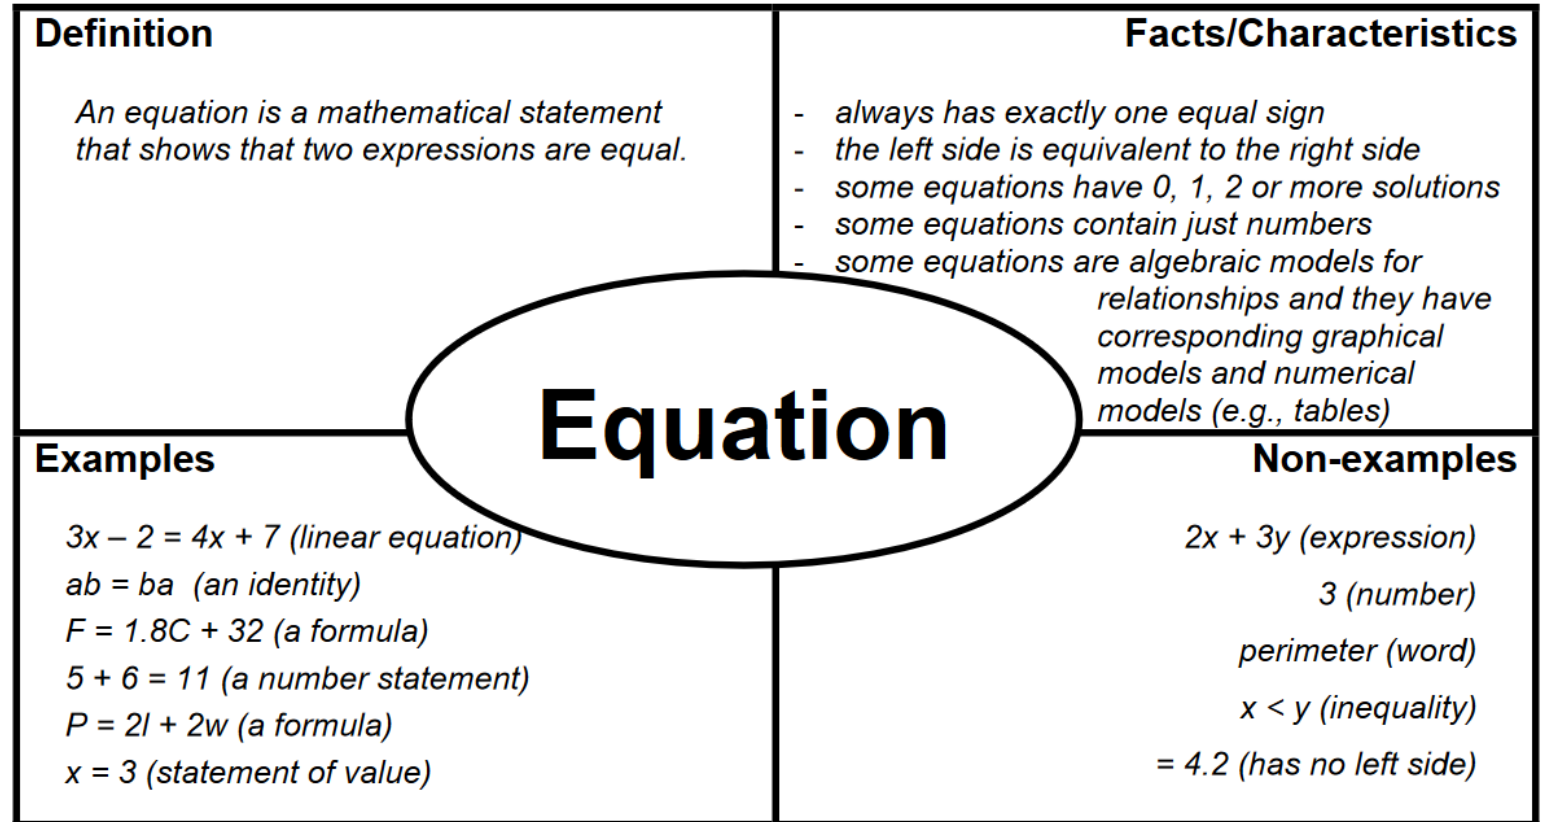 Definition
An equation is a mathematical statement
that shows that two expressions are equal.
Facts/Characteristics
- always has exactly one equal sign
- the left side is equivalent to the right side
- some equations have 0, 1, 2 or more solutions
- some equations contain just numbers
- some equations are algebraic models for
relationships and they have
corresponding graphical
models and numerical
models (e.g., tables)
Equation
Examples
3x – 2 = 4x + 7 (linear equation)
ab = ba (an identity)
F = 1.8C + 32 (a formula)
5 + 6 = 11 (a number statement)
P = 2l + 2w (a formula)
x = 3 (statement of value)
Non-examples
2x + 3y (expression)
3 (number)
perimeter (word)
x < y (inequality)
= 4.2 (has no left side)